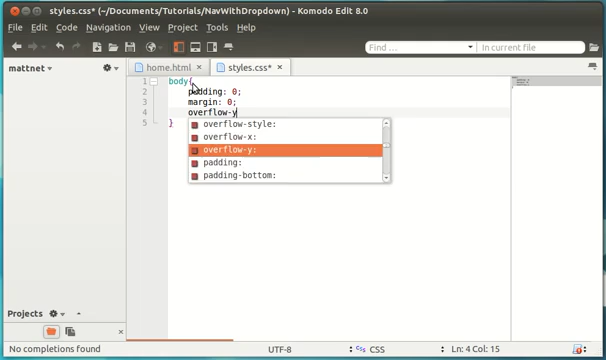 styles.css* (~/Documents/Tutorials/NavWithDropdown) - Komodo Edit 8.0
File Edit Code Navigation View Project Tools Help
Find ... In current file
mattnet home.html styles.css*
1 body{
2 padding: 0;
3 margin: 0;
4 overflow-y
5 }
overflow-style:
overflow-x:
overflow-y:
padding:
padding-bottom:
Projects
No completions found UTF-8 CSS Ln: 4 Col: 15